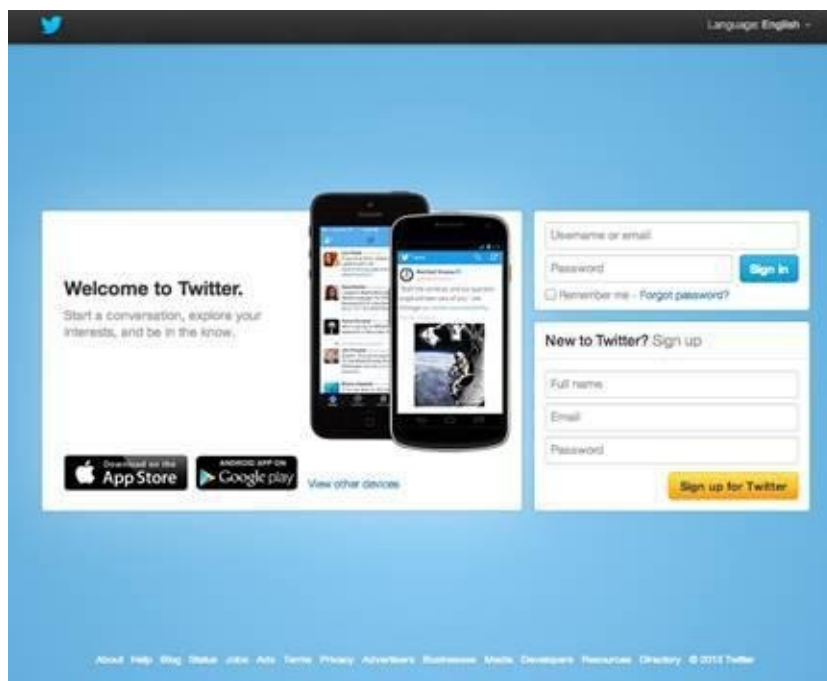 Language: English
Welcome to Twitter.
Start a conversation, explore your
interests, and be in the know.
Download on the
App Store
ANDROID APP ON
Google play
View other devices
Username or email
Password
Sign in
Remember me - Forgot password?
New to Twitter? Sign up
Full name
Email
Password
Sign up for Twitter
About Help Blog Status Jobs Ads Terms Privacy Advertisers Businesses Media Developers Resources Directory © 2013 Twitter